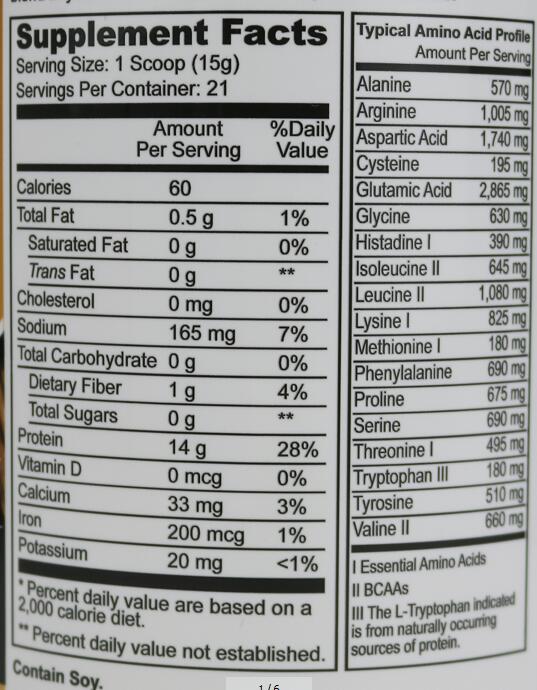 Supplement Facts
Serving Size: 1 Scoop (15g)
Servings Per Container: 21
Amount Per Serving %Daily Value
Calories 60
Total Fat 0.5 g 1%
Saturated Fat 0 g 0%
Trans Fat 0 g **
Cholesterol 0 mg 0%
Sodium 165 mg 7%
Total Carbohydrate 0 g 0%
Dietary Fiber 1 g 4%
Total Sugars 0 g **
Protein 14 g 28%
Vitamin D 0 mcg 0%
Calcium 33 mg 3%
Iron 200 mcg 1%
Potassium 20 mg <1%
* Percent daily value are based on a
2,000 calorie diet.
** Percent daily value not established.
Contain Soy.
Typical Amino Acid Profile
Amount Per Serving
Alanine 570 mg
Arginine 1,005 mg
Aspartic Acid 1,740 mg
Cysteine 195 mg
Glutamic Acid 2,865 mg
Glycine 630 mg
Histadine I 390 mg
Isoleucine II 645 mg
Leucine II 1,080 mg
Lysine I 825 mg
Methionine I 180 mg
Phenylalanine 690 mg
Proline 675 mg
Serine 690 mg
Threonine I 495 mg
Tryptophan III 180 mg
Tyrosine 510 mg
Valine II 660 mg
I Essential Amino Acids
II BCAAs
III The L-Tryptophan indicated
is from naturally occurring
sources of protein.
1/6